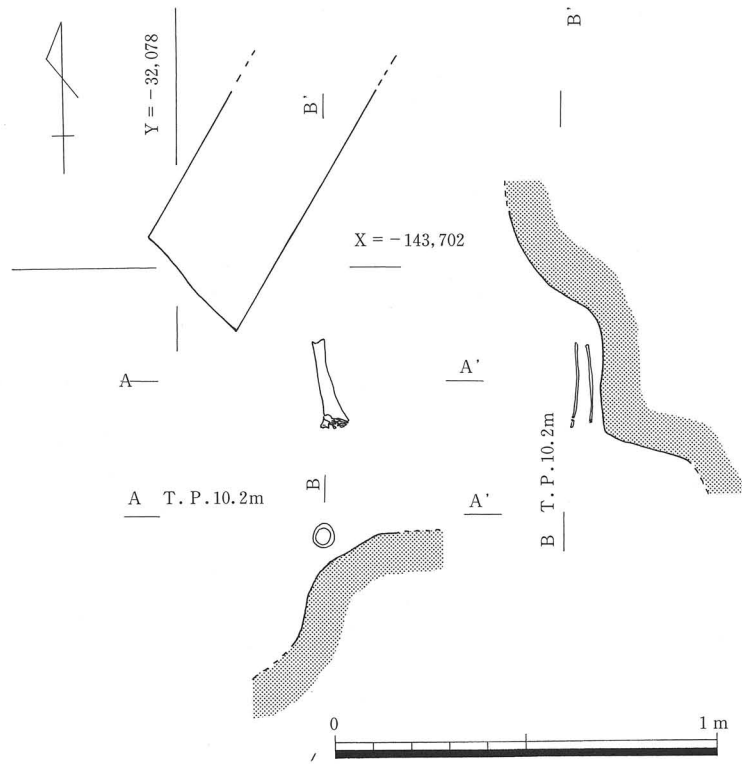 B'
Y = -32,078
B'
X = -143,702
A
A'
A'
B
A T.P.10.2m
B T.P.10.2m
0
1 m